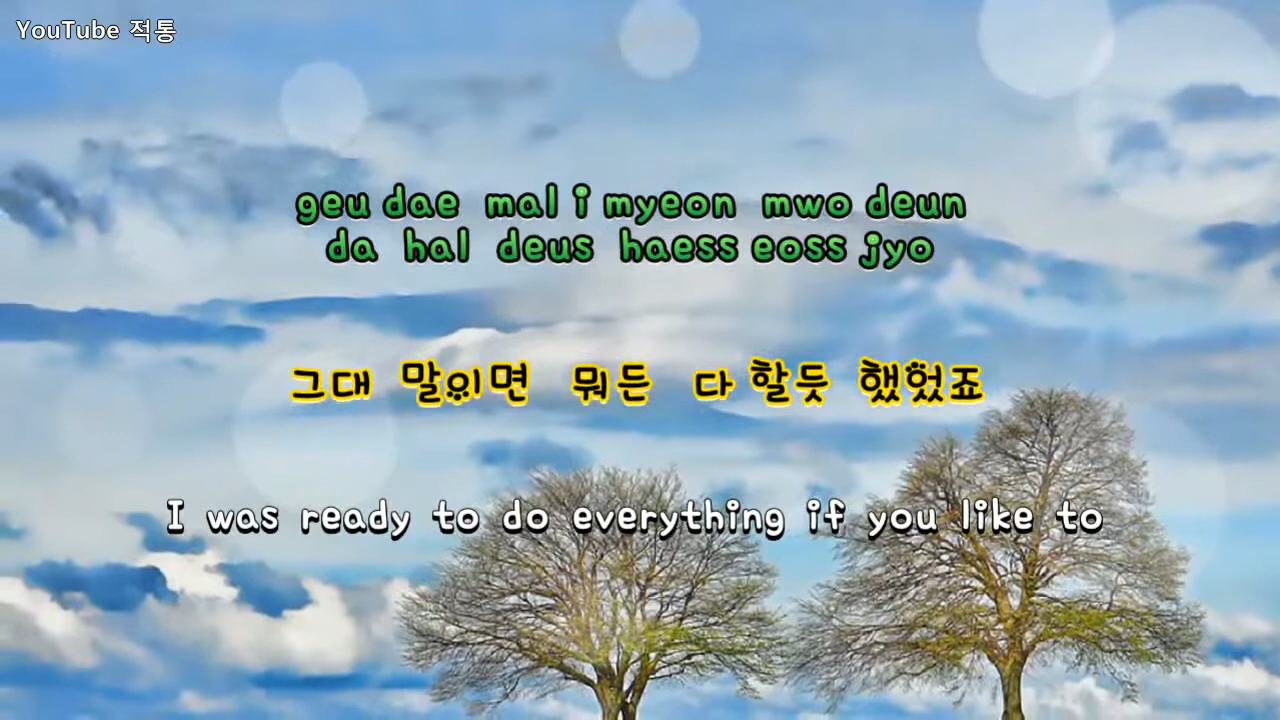 YouTube 적통
geu dae mal i myeon mwo deun
da hal deus haess eoss jyo
그대 말이면 뭐든 다 할듯 했었죠
I was ready to do everything if you like to